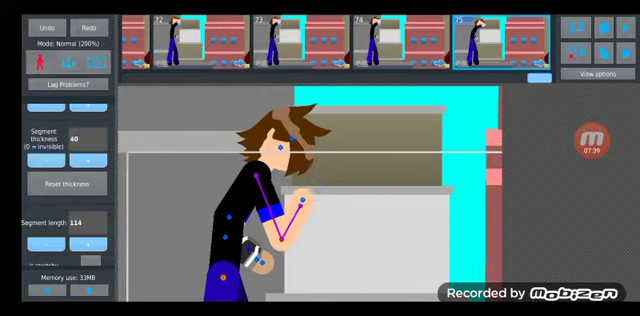 Undo Redo
72 73 74 75
Mode: Normal (200%)
View options
Lag Problems?
Segment
thickness 40
(0 = invisible)
- +
Reset thickness
07:39
Segment length 114
- +
Memory use: 33MB
Recorded by MOBIZEN